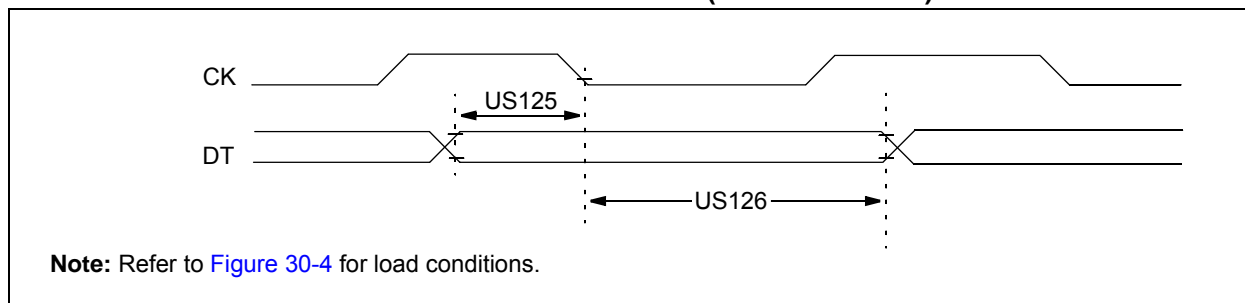 CK
US125
DT
US126
Note: Refer to Figure 30-4 for load conditions.